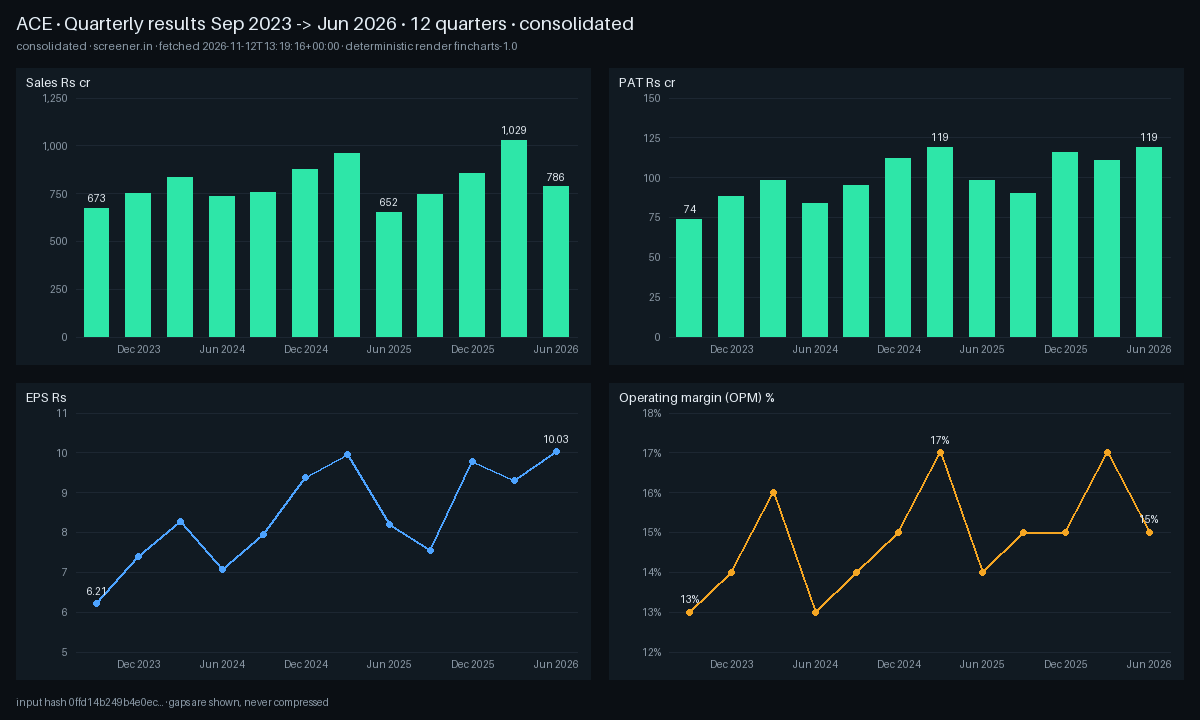 ACE · Quarterly results Sep 2023 -> Jun 2026 · 12 quarters · consolidated
consolidated · screener.in · fetched 2026-11-12T13:19:16+00:00 · deterministic render fincharts-1.0
Sales Rs cr
1,250
1,000
750
500
250
0
673
652
1,029
786
Dec 2023
Jun 2024
Dec 2024
Jun 2025
Dec 2025
Jun 2026
PAT Rs cr
150
125
100
75
50
25
0
74
119
119
Dec 2023
Jun 2024
Dec 2024
Jun 2025
Dec 2025
Jun 2026
EPS Rs
11
10
9
8
7
6
5
6.21
10.03
Dec 2023
Jun 2024
Dec 2024
Jun 2025
Dec 2025
Jun 2026
Operating margin (OPM) %
18%
17%
16%
15%
14%
13%
12%
13%
17%
15%
Dec 2023
Jun 2024
Dec 2024
Jun 2025
Dec 2025
Jun 2026
input hash 0ffd14b249b4e0ec… · gaps are shown, never compressed